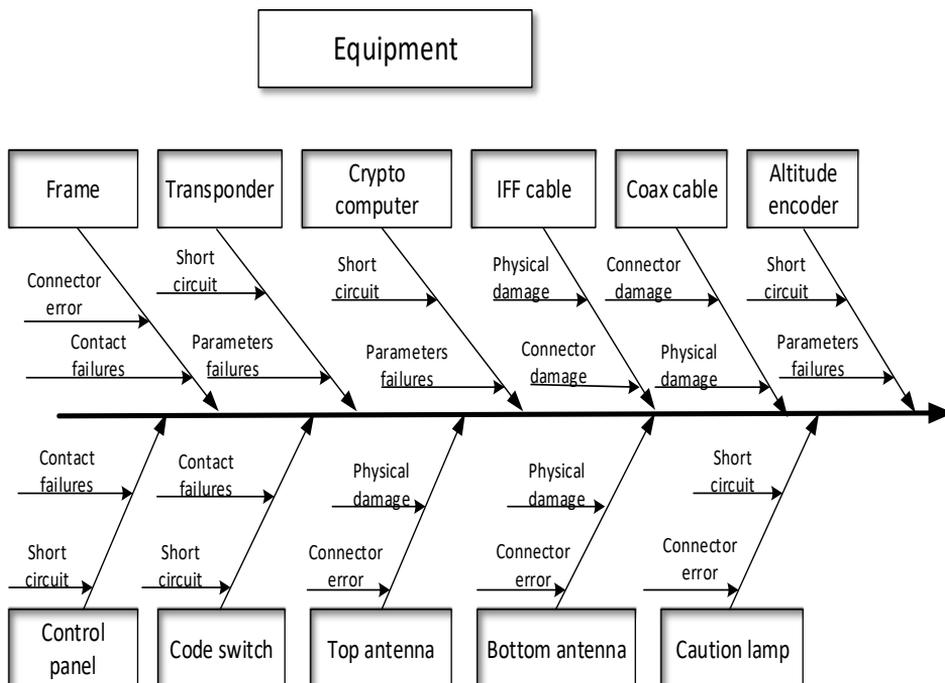 Equipment
Frame
Transponder
Crypto
computer
IFF cable
Coax cable
Altitude
encoder
Connector
error
Contact
failures
Short
circuit
Parameters
failures
Short
circuit
Parameters
failures
Physical
damage
Connector
damage
Connector
damage
Physical
damage
Short
circuit
Parameters
failures
Contact
failures
Short
circuit
Contact
failures
Short
circuit
Physical
damage
Connector
error
Physical
damage
Connector
error
Short
circuit
Connector
error
Control
panel
Code switch
Top antenna
Bottom antenna
Caution lamp